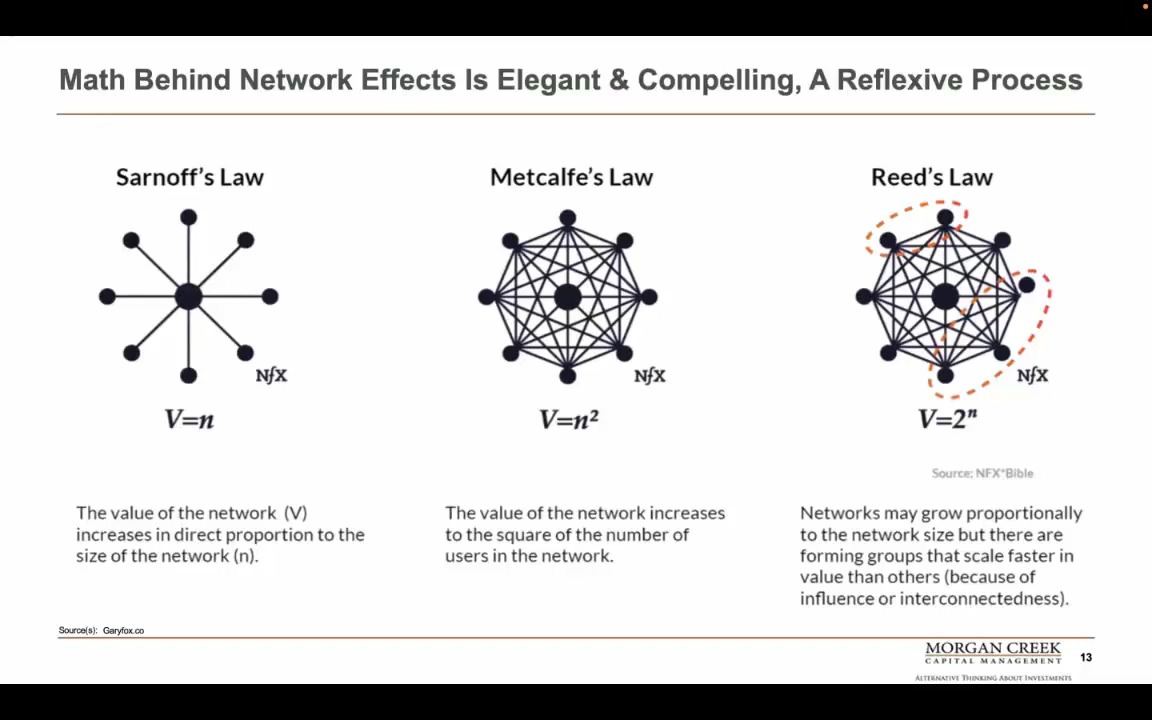 Math Behind Network Effects Is Elegant & Compelling, A Reflexive Process
Sarnoff's Law
Metcalfe's Law
Reed's Law
NfX
NfX
NfX
V=n
V=n²
V=2ⁿ
Source: NFX*Bible
The value of the network (V)
increases in direct proportion to the
size of the network (n).
The value of the network increases
to the square of the number of
users in the network.
Networks may grow proportionally
to the network size but there are
forming groups that scale faster in
value than others (because of
influence or interconnectedness).
Source(s): Garyfox.co
MORGAN CREEK
CAPITAL MANAGEMENT
ALTERNATIVE THINKING ABOUT INVESTMENTS
13